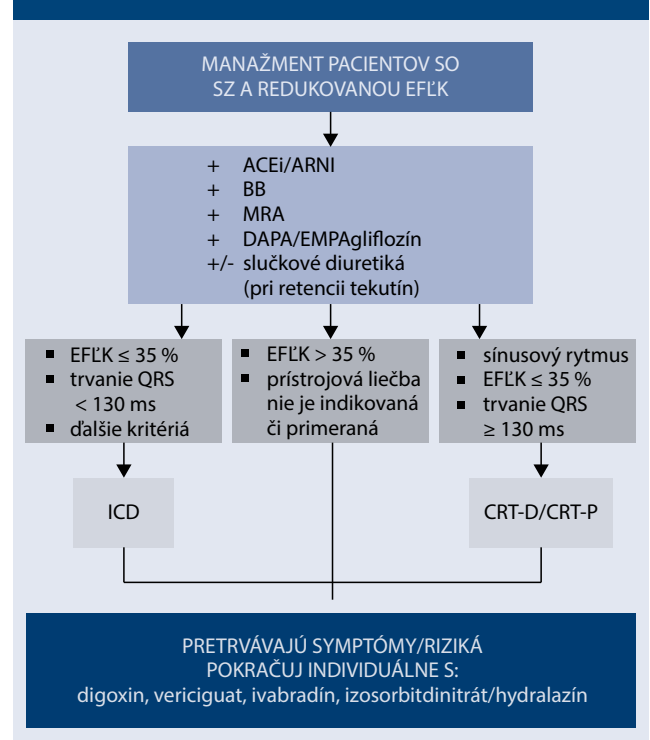 MANAŽMENT PACIENTOV SO
SZ A REDUKOVANOU EFĽK
+ ACEi/ARNI
+ BB
+ MRA
+ DAPA/EMPAgliflozín
+/- slučkové diuretiká
(pri retencii tekutín)
▪ EFĽK ≤ 35 %
▪ trvanie QRS
< 130 ms
▪ ďalšie kritériá
▪ EFĽK > 35 %
▪ prístrojová liečba
nie je indikovaná
či primeraná
▪ sínusový rytmus
▪ EFĽK ≤ 35 %
▪ trvanie QRS
≥ 130 ms
ICD
CRT-D/CRT-P
PRETRVÁVAJÚ SYMPTÓMY/RIZIKÁ
POKRAČUJ INDIVIDUÁLNE S:
digoxin, vericiguat, ivabradín, izosorbitdinitrát/hydralazín